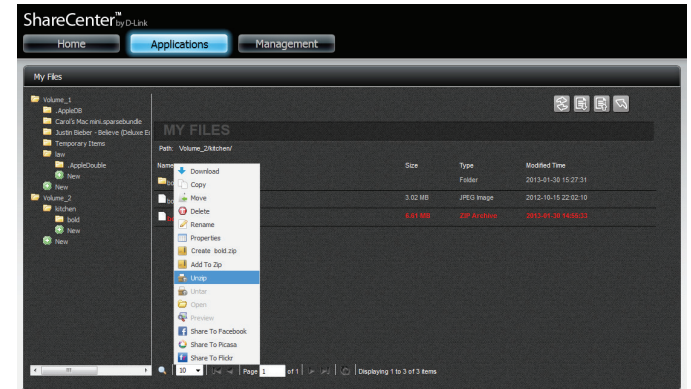 ShareCenter™ by D-Link
Home Applications Management
My Files
Volume_1
.AppleDB
Carol's Mac mini.sparsebundle
Justin Bieber - Believe (Deluxe Ed
Temporary Items
law
.AppleDouble
New
New
Volume_2
kitchen
bold
New
New
MY FILES
Path: Volume_2/kitchen/
Name Size Type Modified Time
Folder 2013-01-30 15:27:31
3.02 MB JPEG Image 2012-10-15 22:02:10
ZIP Archive 2013-01-30 14:55:33
Download
Copy
Move
Delete
Rename
Properties
Create bold.zip
Add To Zip
Unzip
Untar
Open
Preview
Share To Facebook
Share To Picasa
Share To Flickr
10 Page 1 of 1 Displaying 1 to 3 of 3 items